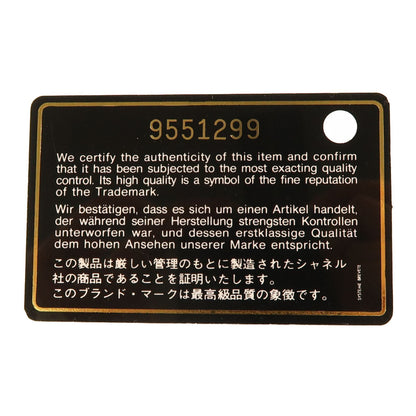 9551299
We certify the authenticity of this item and confirm
that it has been subjected to the most exacting quality
control. Its high quality is a symbol of the fine reputation
of the Trademark.
Wir bestätigen, dass es sich um einen Artikel handelt,
der während seiner Herstellung strengsten Kontrollen
unterworfen war, und dessen erstklassige Qualität
dem hohen Ansehen unserer Marke entspricht.
この製品は厳しい管理のもとに製造されたシャネル
社の商品であることを証明いたします。
このブランド・マークは最高級品質の象徴です。